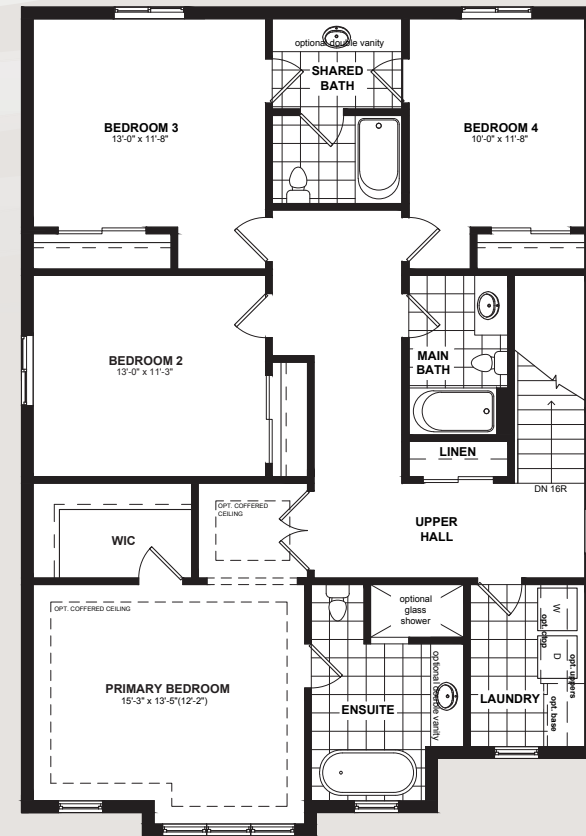 optional double vanity
SHARED
BATH
BEDROOM 3
13'-0" x 11'-8"
BEDROOM 4
10'-0" x 11'-8"
BEDROOM 2
13'-0" x 11'-3"
MAIN
BATH
LINEN
DN 16R
OPT. COFFERED
CEILING
WIC
UPPER
HALL
OPT. COFFERED CEILING
optional
glass
shower
W
opt. ctop
D
opt. uppers
PRIMARY BEDROOM
15'-3" x 13'-5"(12'-2")
ENSUITE
optional double vanity
LAUNDRY
opt. base